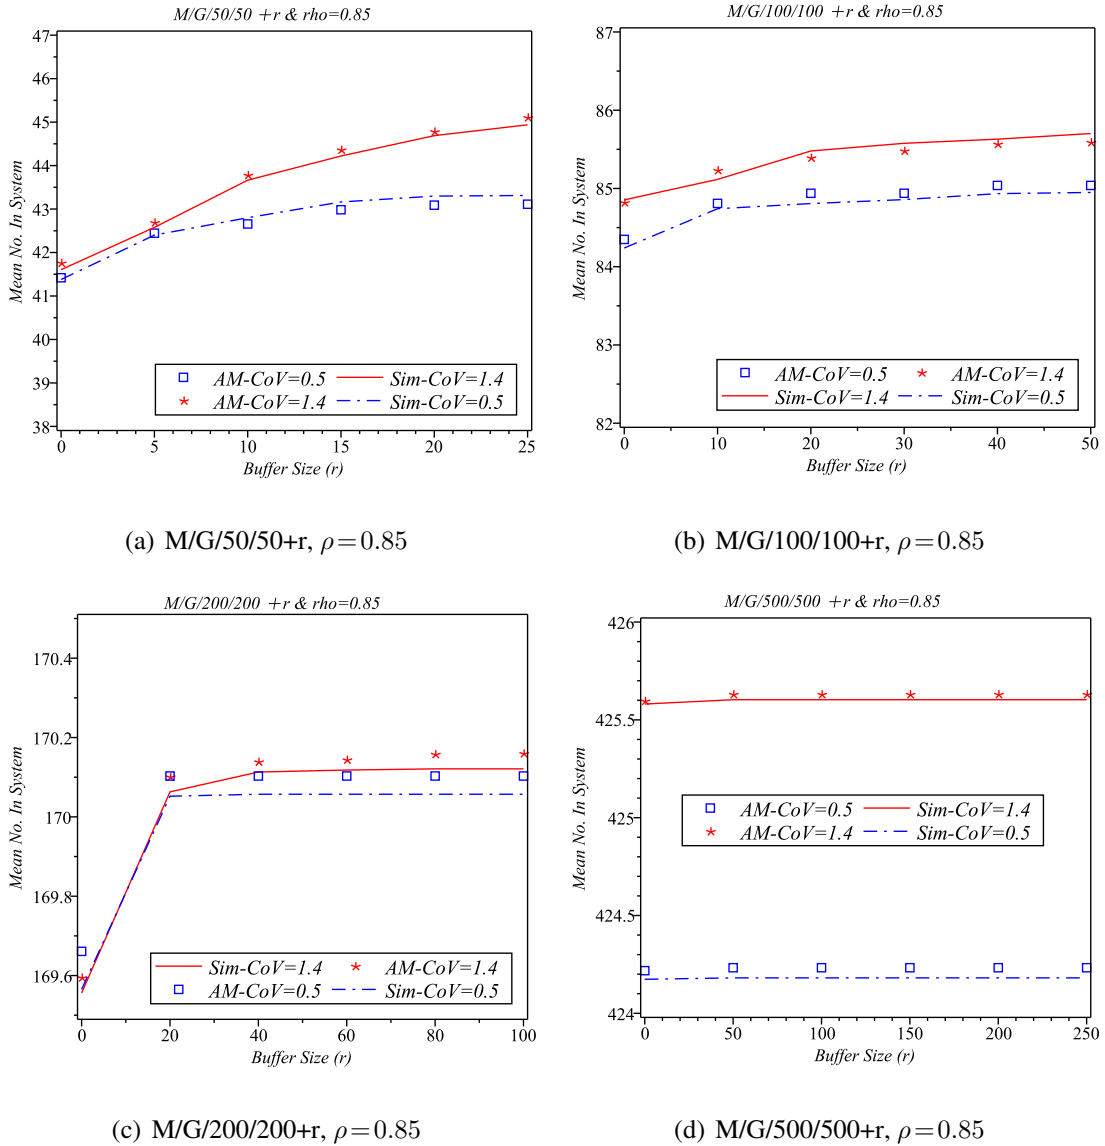 M/G/50/50 +r & rho=0.85
47
46
45
44
43
42
41
40
39
38
Mean No. In System
AM-CoV=0.5 Sim-CoV=1.4
AM-CoV=1.4 Sim-CoV=0.5
0 5 10 15 20 25
Buffer Size (r)
(a) M/G/50/50+r, ρ=0.85
M/G/100/100 +r & rho=0.85
87
86
85
84
83
82
Mean No. In System
AM-CoV=0.5 AM-CoV=1.4
Sim-CoV=1.4 Sim-CoV=0.5
0 10 20 30 40 50
Buffer Size (r)
(b) M/G/100/100+r, ρ=0.85
M/G/200/200 +r & rho=0.85
170.4
170.2
170
169.8
169.6
Mean No. In System
Sim-CoV=1.4 AM-CoV=1.4
AM-CoV=0.5 Sim-CoV=0.5
0 20 40 60 80 100
Buffer Size (r)
(c) M/G/200/200+r, ρ=0.85
M/G/500/500 +r & rho=0.85
426
425.5
425
424.5
424
Mean No. In System
AM-CoV=0.5 Sim-CoV=1.4
AM-CoV=1.4 Sim-CoV=0.5
0 50 100 150 200 250
Buffer Size (r)
(d) M/G/500/500+r, ρ=0.85